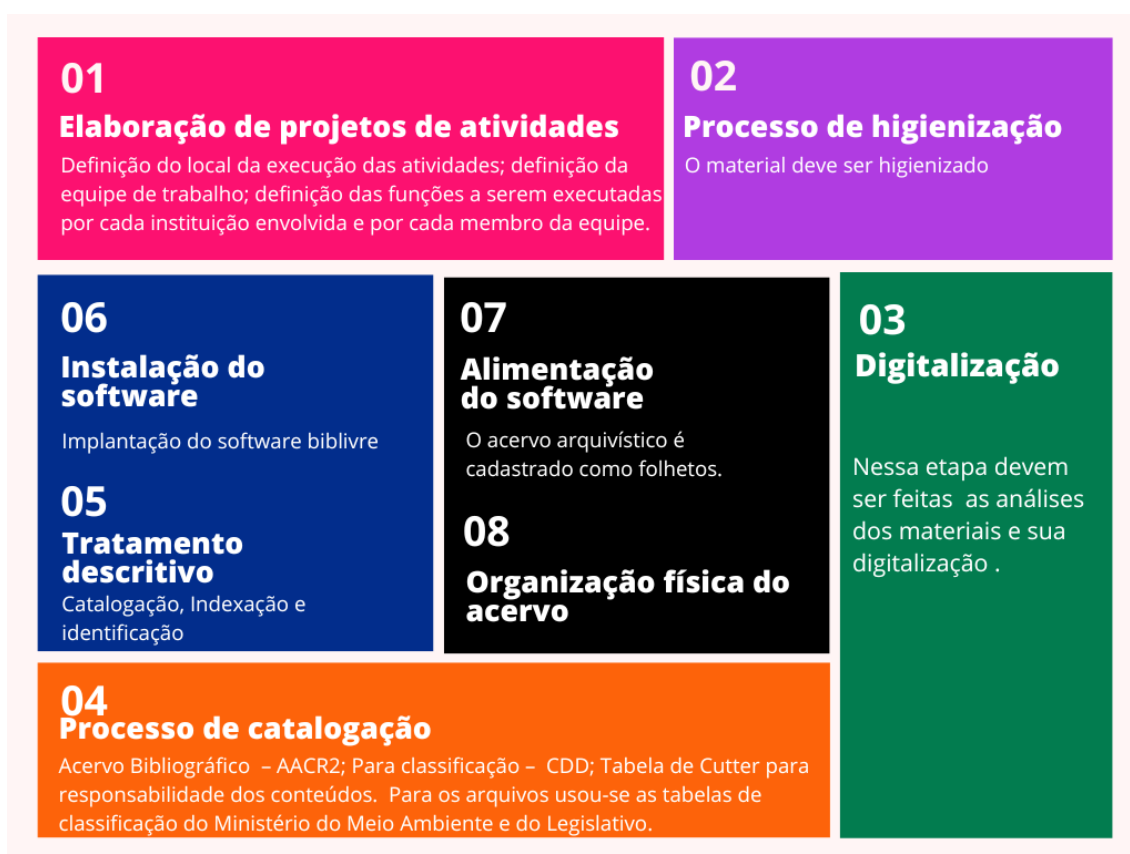 01
Elaboração de projetos de atividades
Definição do local da execução das atividades; definição da
equipe de trabalho; definição das funções a serem executadas
por cada instituição envolvida e por cada membro da equipe.
02
Processo de higienização
O material deve ser higienizado
06
Instalação do
software
Implantação do software biblivre
05
Tratamento
descritivo
Catalogação, Indexação e
identificação
07
Alimentação
do software
O acervo arquivístico é
cadastrado como folhetos.
08
Organização física do
acervo
03
Digitalização
Nessa etapa devem
ser feitas  as análises
dos materiais e sua
digitalização .
04
Processo de catalogação
Acervo Bibliográfico  – AACR2; Para classificação –  CDD; Tabela de Cutter para
responsabilidade dos conteúdos.  Para os arquivos usou-se as tabelas de
classificação do Ministério do Meio Ambiente e do Legislativo.